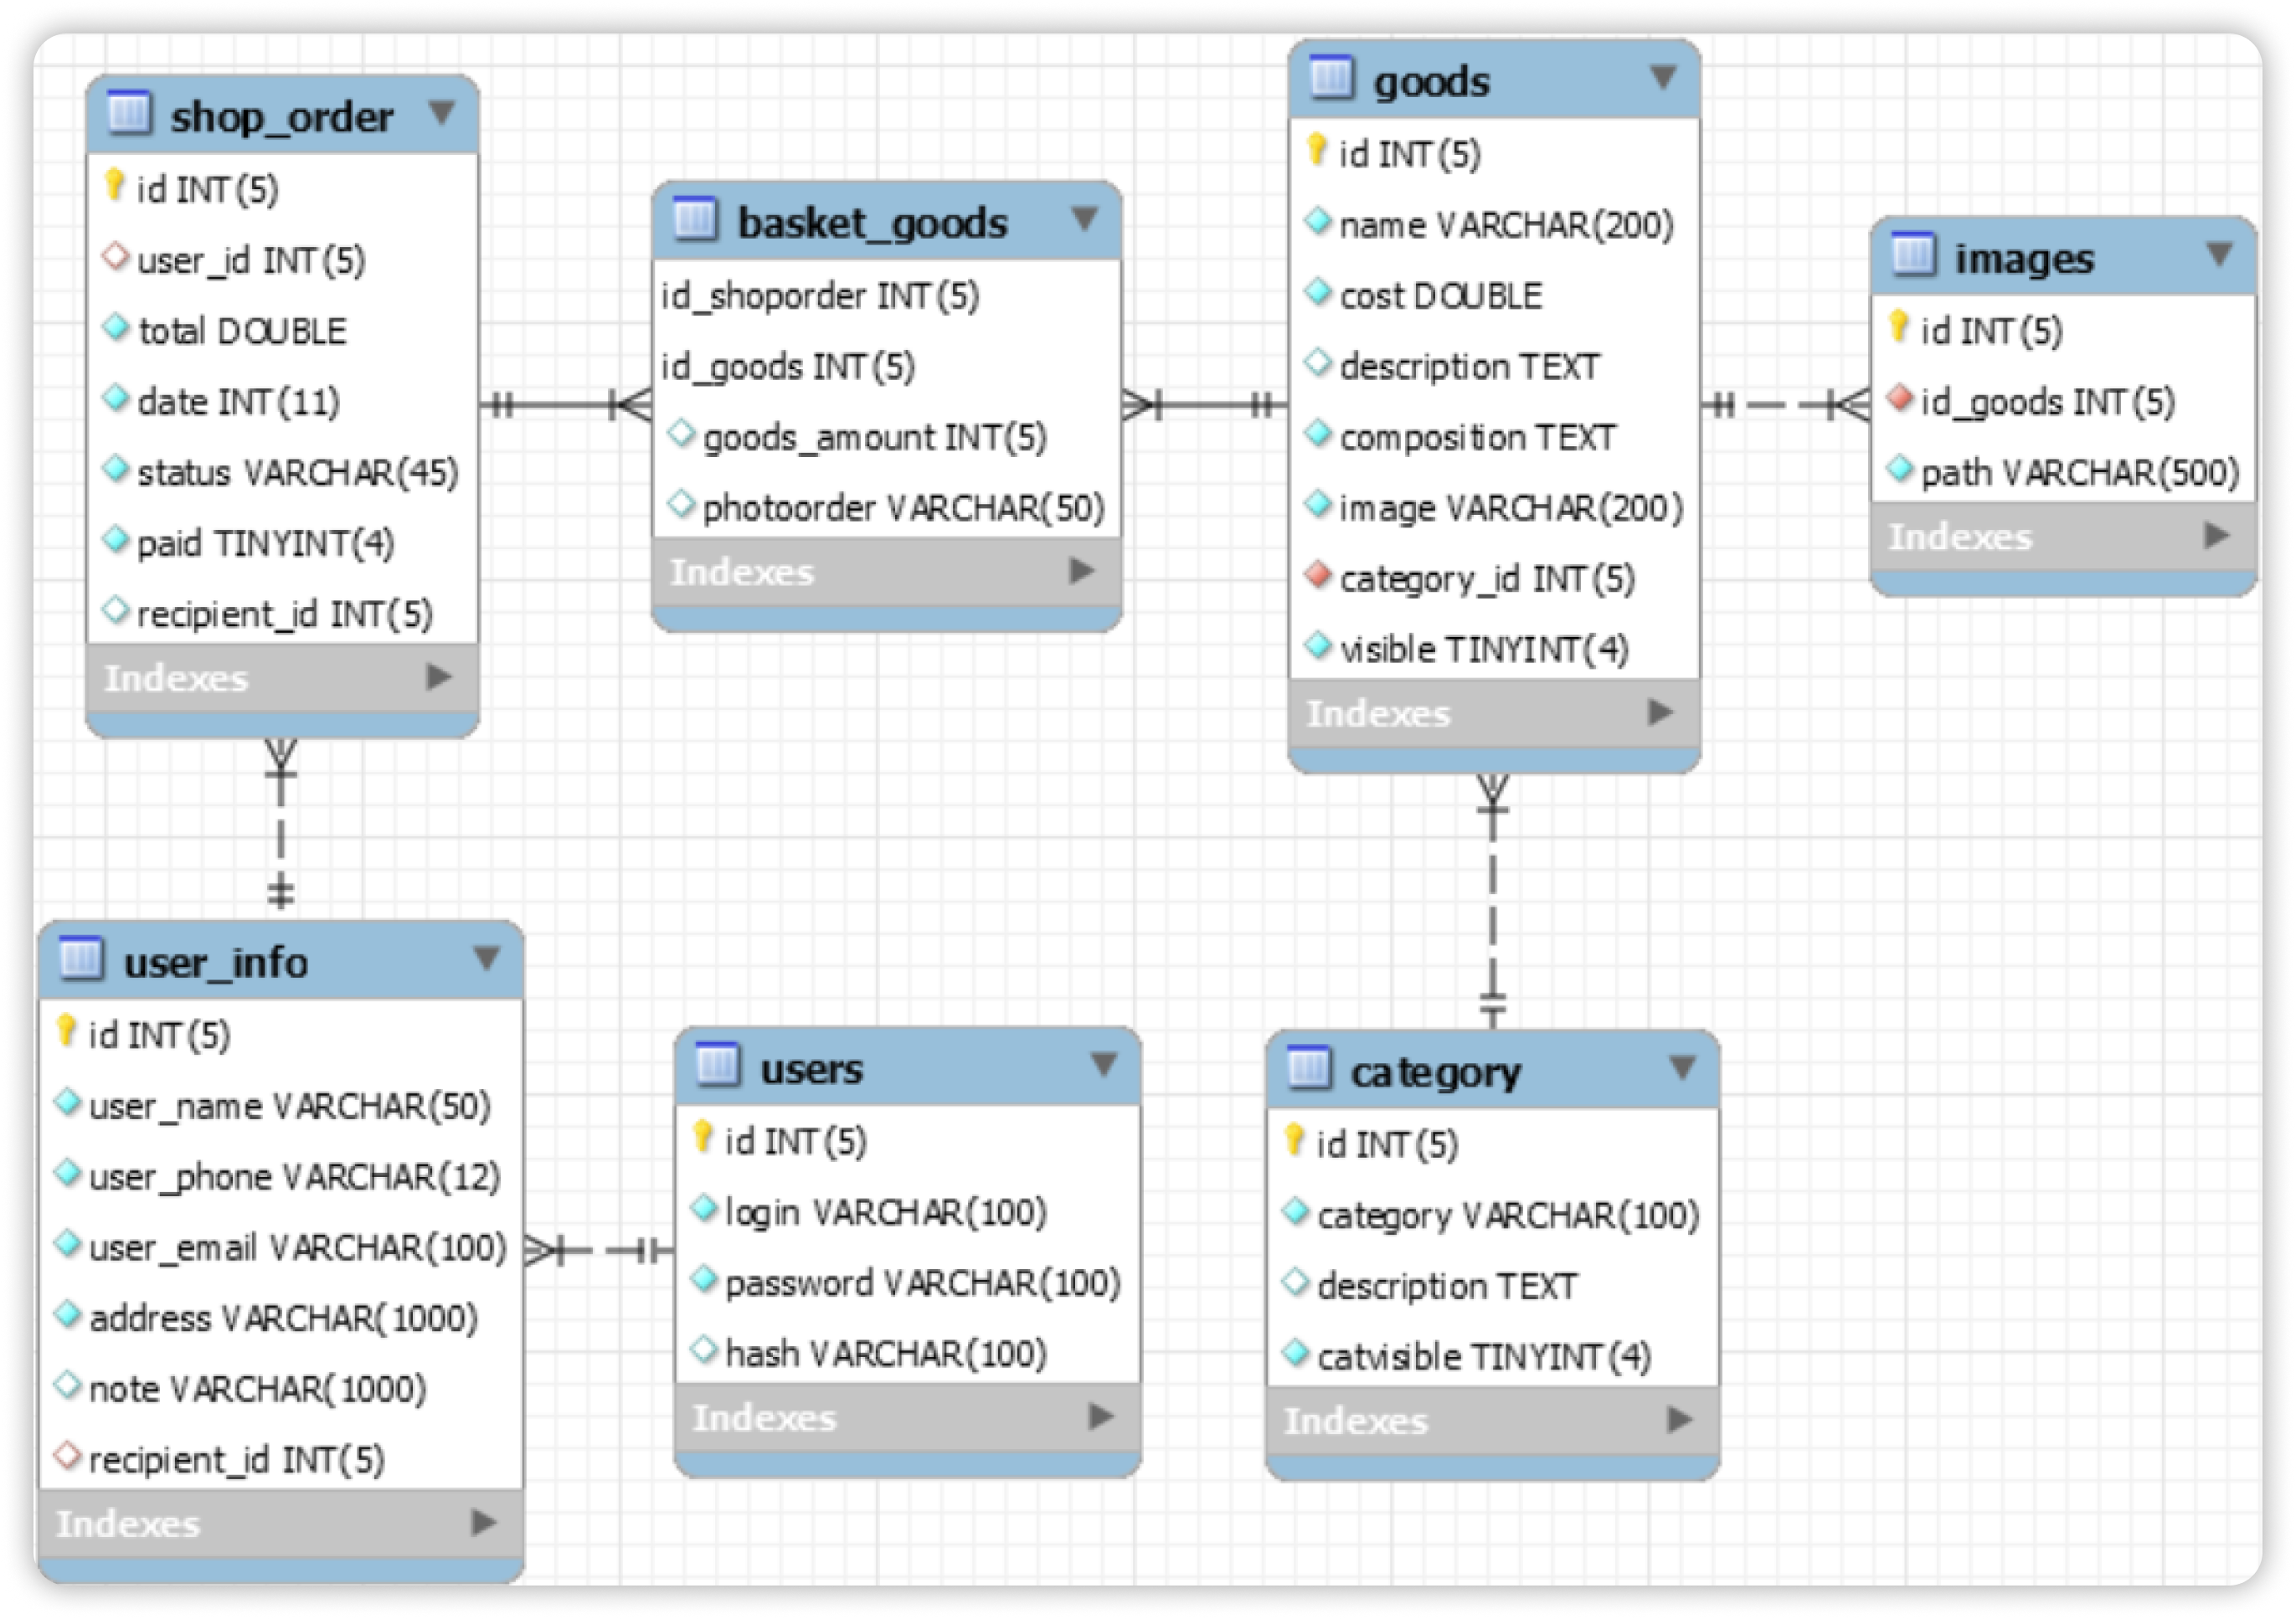 shop_order
id INT(5)
user_id INT(5)
total DOUBLE
date INT(11)
status VARCHAR(45)
paid TINYINT(4)
recipient_id INT(5)
Indexes
basket_goods
id_shoporder INT(5)
id_goods INT(5)
goods_amount INT(5)
photoorder VARCHAR(50)
Indexes
goods
id INT(5)
name VARCHAR(200)
cost DOUBLE
description TEXT
composition TEXT
image VARCHAR(200)
category_id INT(5)
visible TINYINT(4)
Indexes
images
id INT(5)
id_goods INT(5)
path VARCHAR(500)
Indexes
user_info
id INT(5)
user_name VARCHAR(50)
user_phone VARCHAR(12)
user_email VARCHAR(100)
address VARCHAR(1000)
note VARCHAR(1000)
recipient_id INT(5)
Indexes
users
id INT(5)
login VARCHAR(100)
password VARCHAR(100)
hash VARCHAR(100)
Indexes
category
id INT(5)
category VARCHAR(100)
description TEXT
catvisible TINYINT(4)
Indexes